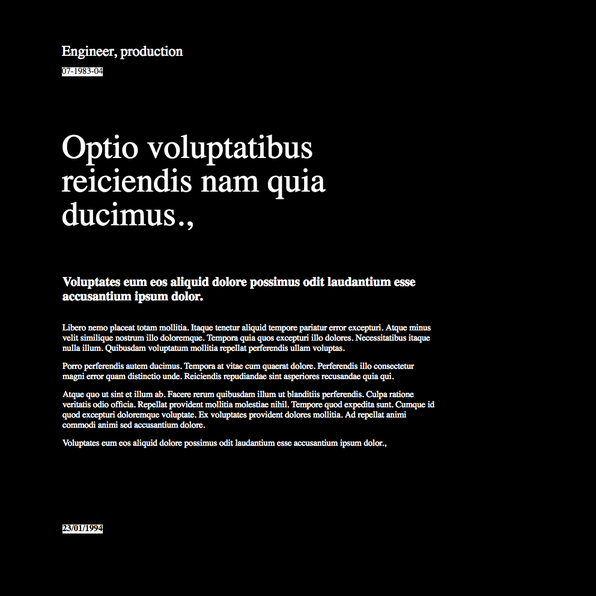 Engineer, production
07-1983-04
Optio voluptatibus
reiciendis nam quia
ducimus.,
Voluptates eum eos aliquid dolore possimus odit laudantium esse
accusantium ipsum dolor.
Libero nemo placeat totam mollitia. Itaque tenetur aliquid tempore pariatur error excepturi. Atque minus
velit similique nostrum illo doloremque. Tempora quia quos excepturi illo dolores. Necessitatibus itaque
nulla illum. Quibusdam voluptatum mollitia repellat perferendis ullam voluptas.
Porro perferendis autem ducimus. Tempora at vitae cum quaerat dolore. Perferendis illo consectetur
magni error quam distinctio unde. Reiciendis repudiandae sint asperiores recusandae quia qui.
Atque quo ut sint et illum ab. Facere rerum quibusdam illum ut blanditiis perferendis. Culpa ratione
veritatis odio officia. Repellat provident mollitia molestiae nihil. Tempore quod expedita sunt. Cumque id
quod excepturi doloremque voluptate. Ex voluptates provident dolores mollitia. Ad repellat animi
commodi animi sed accusantium dolore.
Voluptates eum eos aliquid dolore possimus odit laudantium esse accusantium ipsum dolor.,
23/01/1994